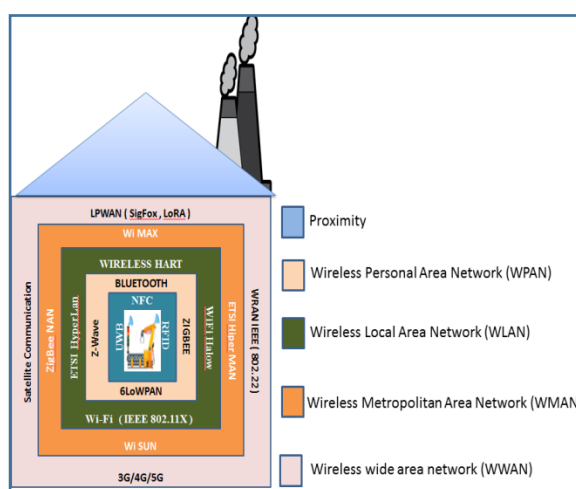 LPWAN ( SigFox , LoRA )
Wi MAX
WIRELESS HART
BLUETOOTH
NFC
Satellite Communication
ZigBee NAN
ETSI HyperLan
Z-Wave
UWB
RFID
ZIGBEE
WiFi Halow
ETSI Hiper MAN
WRAN IEEE ( 802.22)
6LoWPAN
Wi-Fi (IEEE 802.11X)
Wi SUN
3G/4G/5G
Proximity
Wireless Personal Area Network (WPAN)
Wireless Local Area Network (WLAN)
Wireless Metropolitan Area Network (WMAN
Wireless wide area network (WWAN)